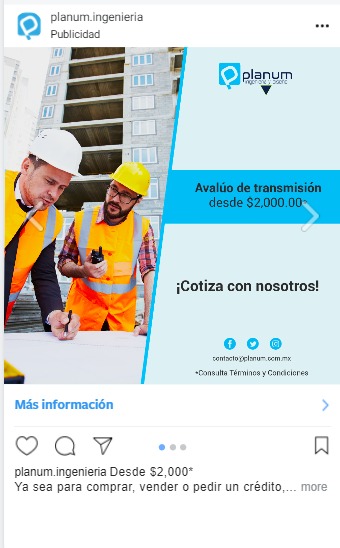 planum.ingenieria
Publicidad
planum
ingeniería y diseño
Avalúo de transmisión
desde $2,000.00*
¡Cotiza con nosotros!
contacto@planum.com.mx
*Consulta Términos y Condiciones
Más información
planum.ingenieria Desde $2,000*
Ya sea para comprar, vender o pedir un crédito,... more